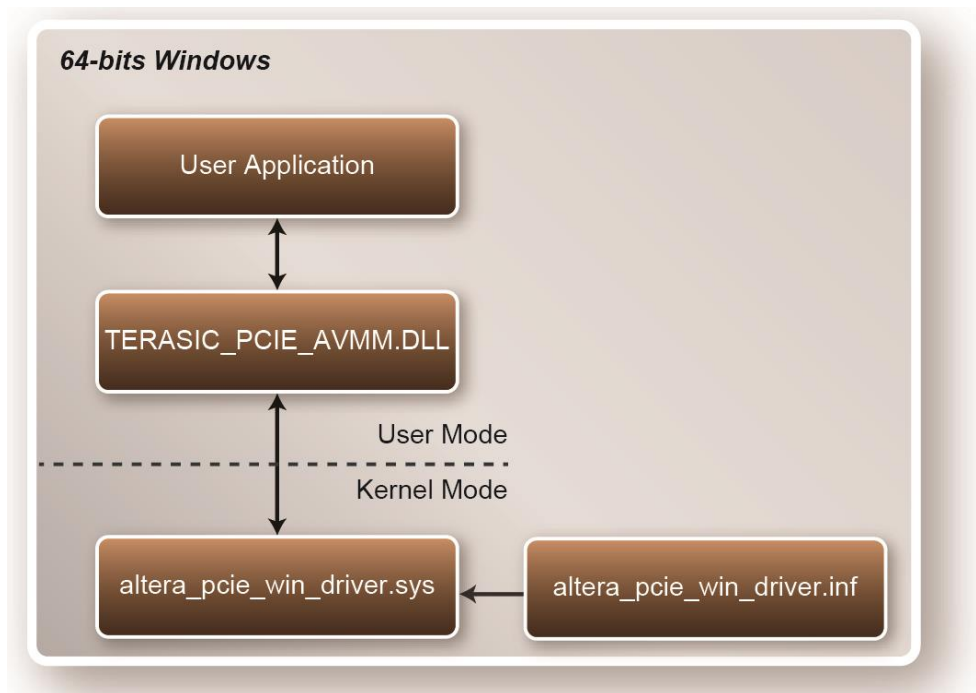 64-bits Windows
User Application
TERASIC_PCIE_AVMM.DLL
User Mode
Kernel Mode
altera_pcie_win_driver.sys
altera_pcie_win_driver.inf